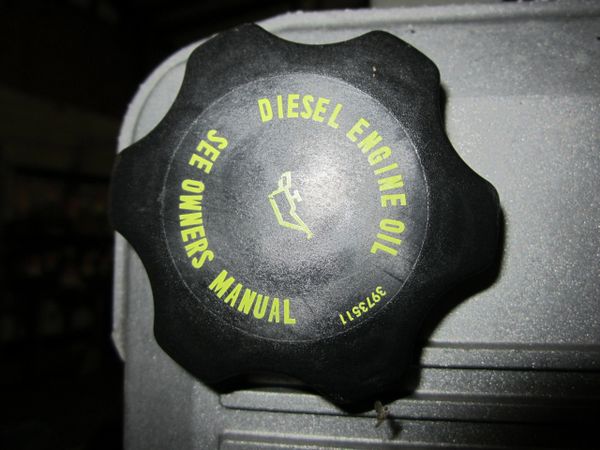 DIESEL ENGINE OIL
SEE OWNERS MANUAL
3973511